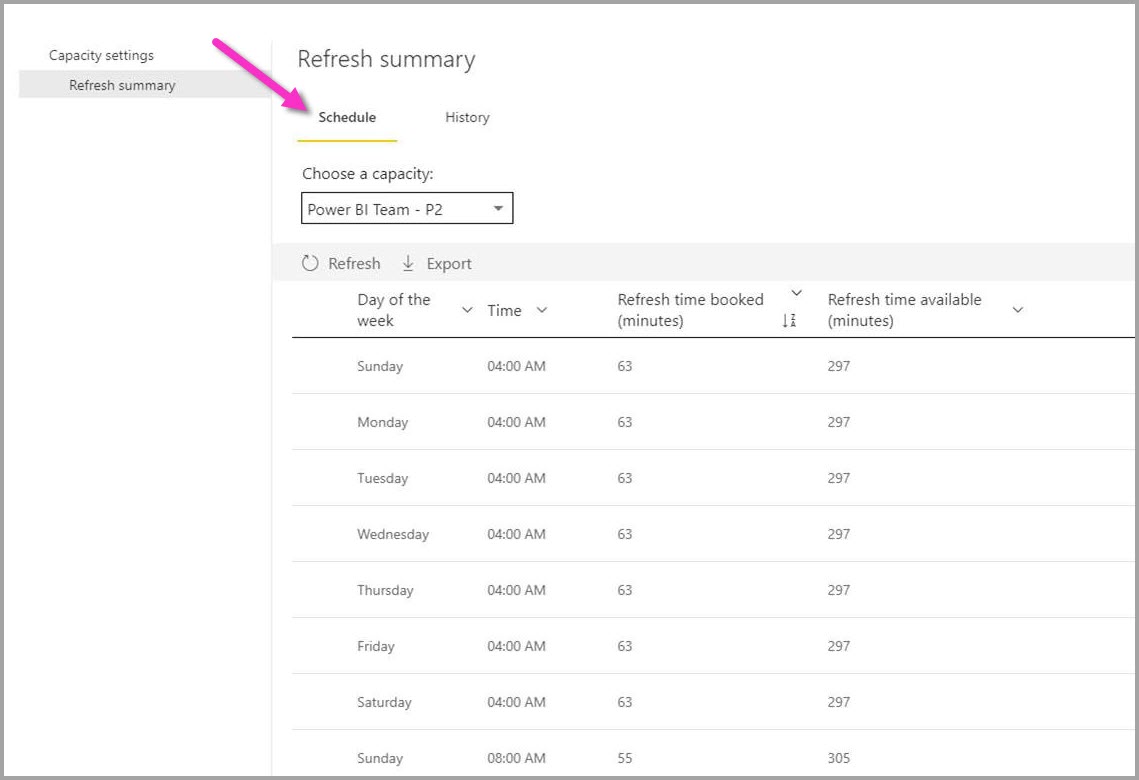 Capacity settings
Refresh summary
Refresh summary
Schedule History
Choose a capacity:
Power BI Team - P2
Refresh Export
Day of the week Time Refresh time booked (minutes) Refresh time available (minutes)
Sunday 04:00 AM 63 297
Monday 04:00 AM 63 297
Tuesday 04:00 AM 63 297
Wednesday 04:00 AM 63 297
Thursday 04:00 AM 63 297
Friday 04:00 AM 63 297
Saturday 04:00 AM 63 297
Sunday 08:00 AM 55 305